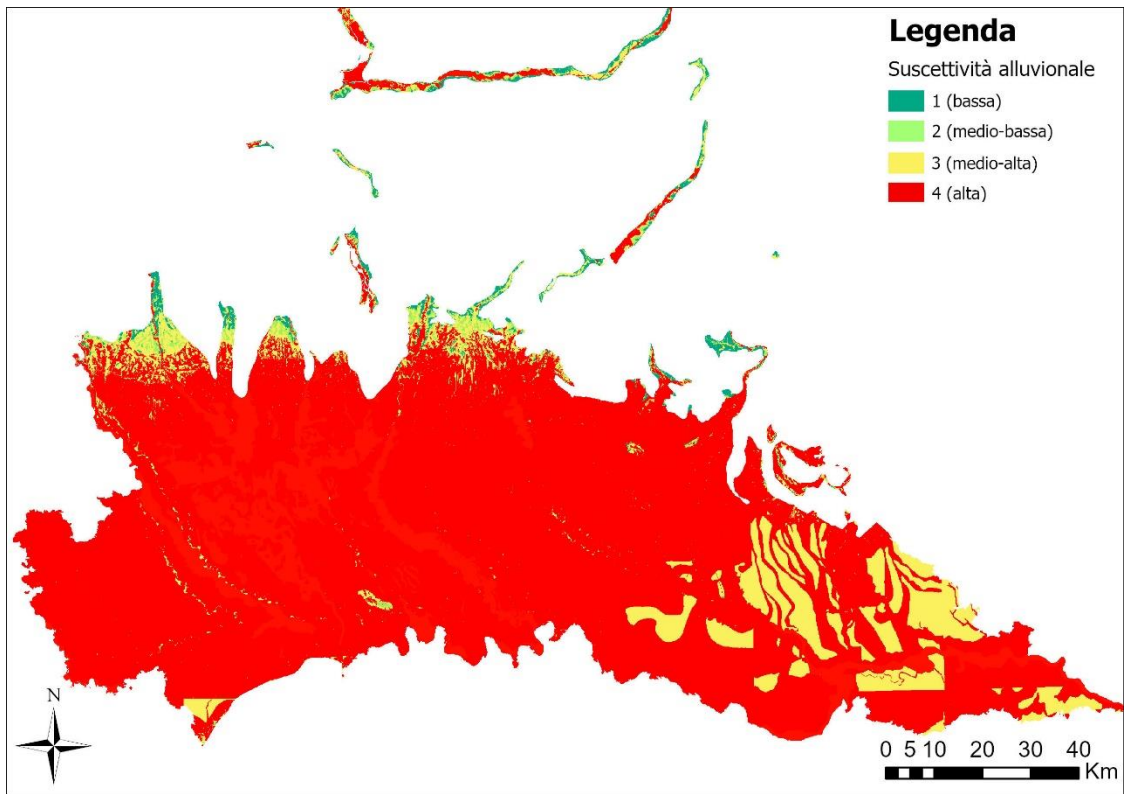 Legenda
Suscettività alluvionale
1 (bassa)
2 (medio-bassa)
3 (medio-alta)
4 (alta)
N
0 5 10 20 30 40
Km